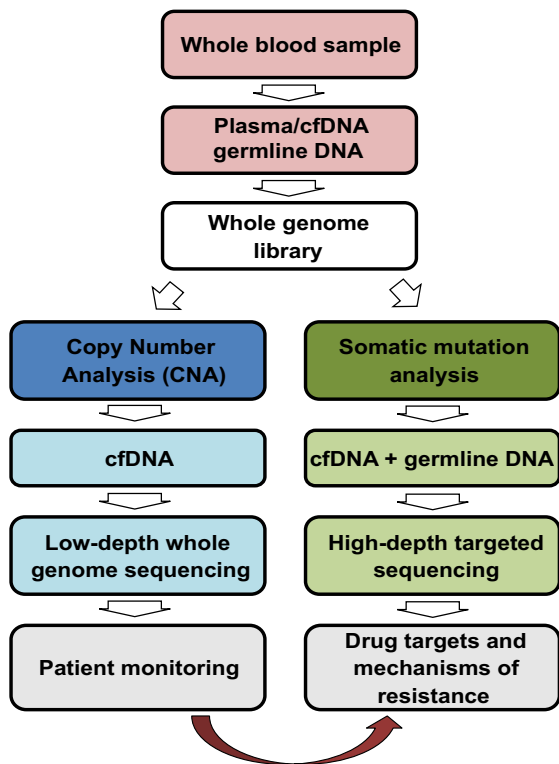 Whole blood sample
Plasma/cfDNA
germline DNA
Whole genome
library
Copy Number
Analysis (CNA)
cfDNA
Low-depth whole
genome sequencing
Patient monitoring
Somatic mutation
analysis
cfDNA + germline DNA
High-depth targeted
sequencing
Drug targets and
mechanisms of
resistance